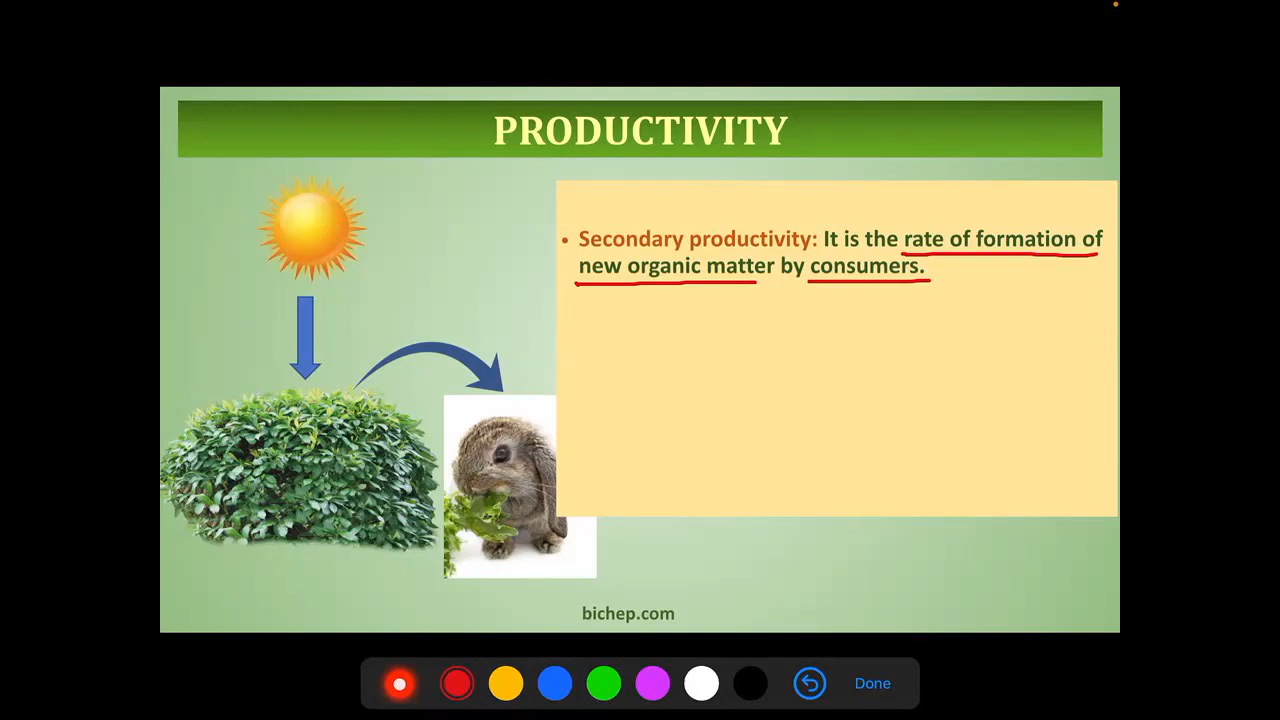 PRODUCTIVITY
• Secondary productivity: It is the rate of formation of
new organic matter by consumers.
bichep.com
Done